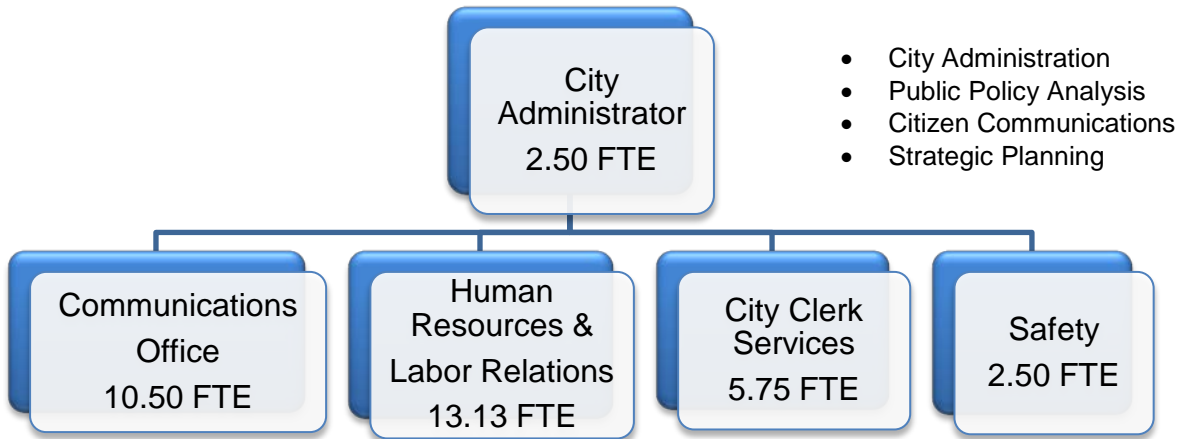 City
Administrator
2.50 FTE
• City Administration
• Public Policy Analysis
• Citizen Communications
• Strategic Planning
Communications
Office
10.50 FTE
Human
Resources &
Labor Relations
13.13 FTE
City Clerk
Services
5.75 FTE
Safety
2.50 FTE